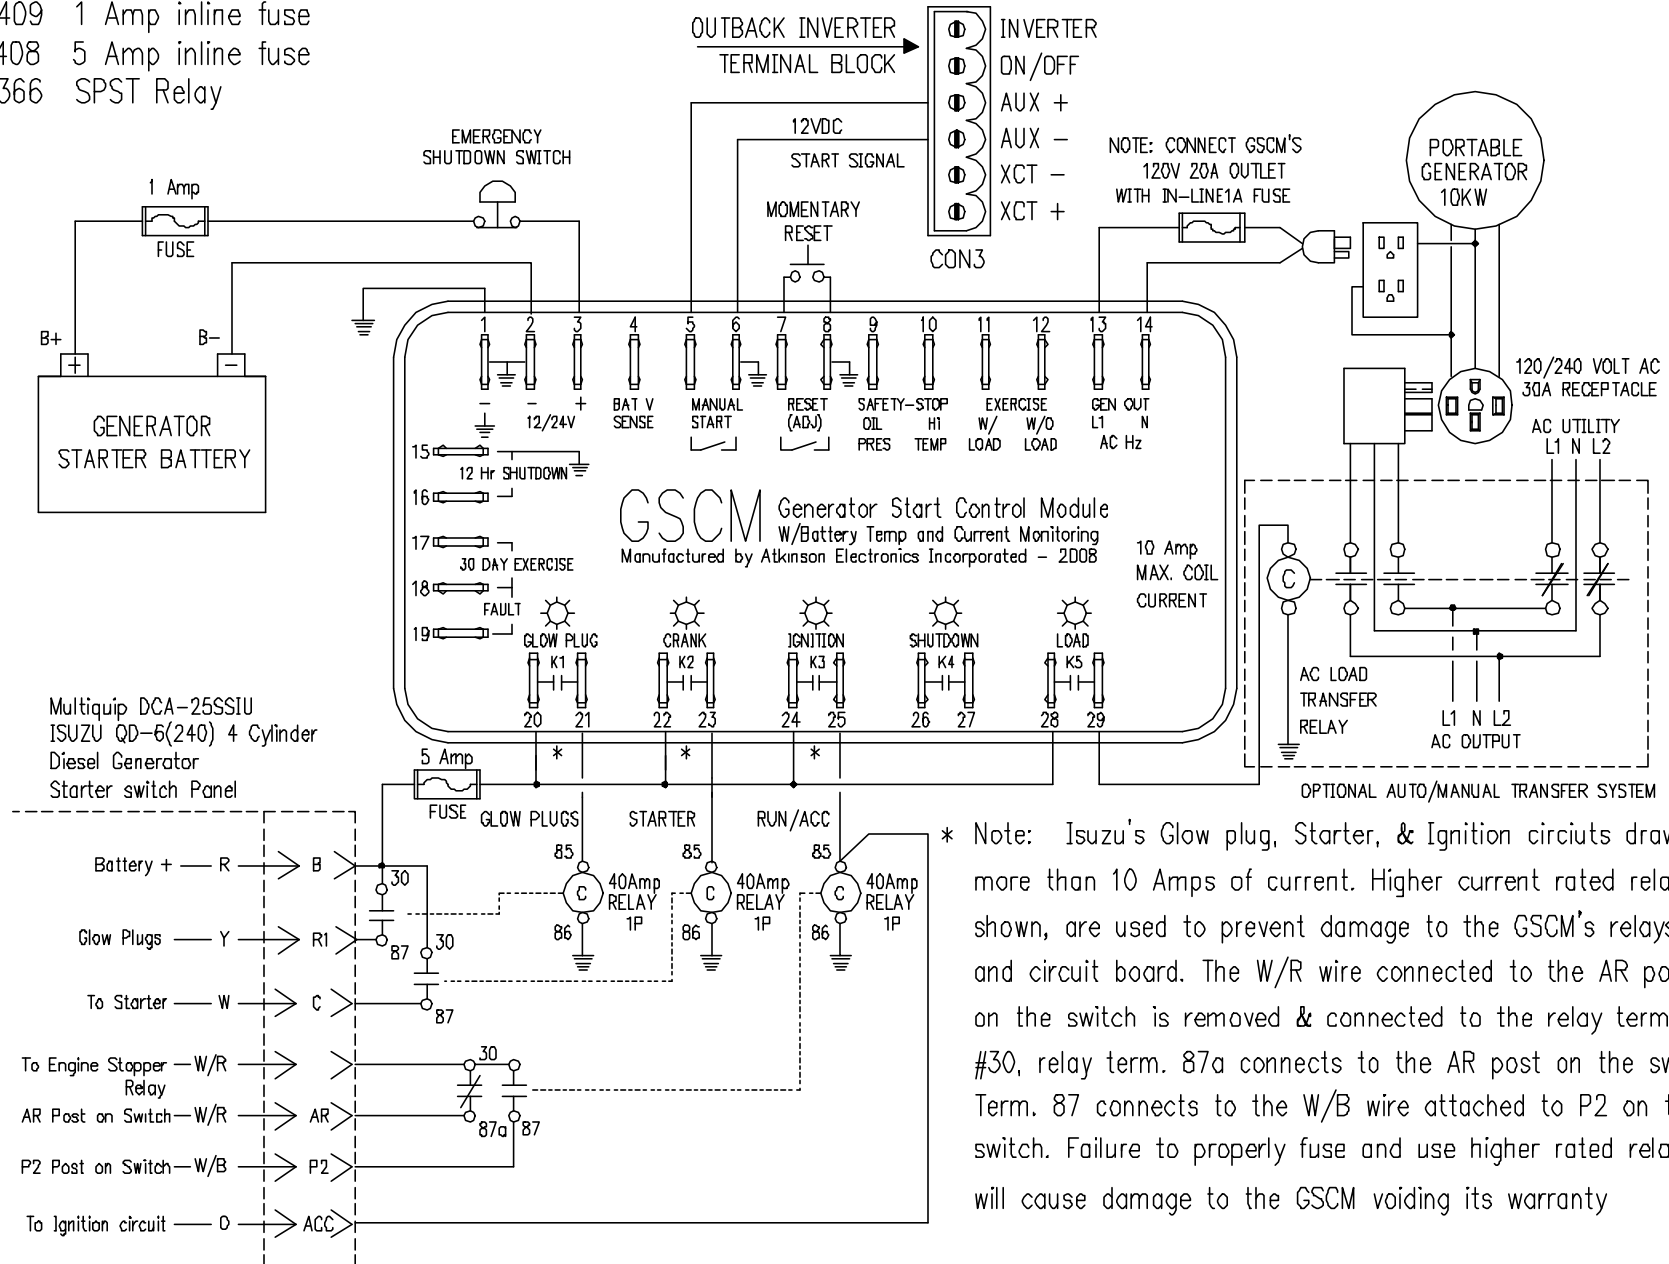 409 1 Amp inline fuse
408 5 Amp inline fuse
366 SPST Relay
OUTBACK INVERTER
TERMINAL BLOCK
INVERTER
ON/OFF
AUX +
AUX -
XCT -
XCT +
CON3
12VDC
START SIGNAL
EMERGENCY
SHUTDOWN SWITCH
1 Amp
FUSE
MOMENTARY
RESET
NOTE: CONNECT GSCM'S
120V 20A OUTLET
WITH IN-LINE1A FUSE
PORTABLE
GENERATOR
10KW
B+
B-
+
-
GENERATOR
STARTER BATTERY
1 2 3 4 5 6 7 8 9 10 11 12 13 14
- - +
12/24V
BAT V
SENSE
MANUAL
START
RESET
(ADJ)
SAFETY-STOP
OIL
PRES
HI
TEMP
EXERCISE
W/
LOAD
W/O
LOAD
GEN OUT
L1 N
AC Hz
120/240 VOLT AC
30A RECEPTACLE
AC UTILITY
L1 N L2
15
12 Hr SHUTDOWN
16
17
30 DAY EXERCISE
18
FAULT
19
GSCM
Generator Start Control Module
W/Battery Temp and Current Monitoring
Manufactured by Atkinson Electronics Incorporated - 2008
10 Amp
MAX. COIL
CURRENT
GLOW PLUG
K1
CRANK
K2
IGNITION
K3
SHUTDOWN
K4
LOAD
K5
20 21 22 23 24 25 26 27 28 29
* * *
C
AC LOAD
TRANSFER
RELAY
L1 N L2
AC OUTPUT
OPTIONAL AUTO/MANUAL TRANSFER SYSTEM
Multiquip DCA-25SSIU
ISUZU QD-6(240) 4 Cylinder
Diesel Generator
Starter switch Panel
5 Amp
FUSE
GLOW PLUGS
STARTER
RUN/ACC
85
C
86
40Amp
RELAY
1P
85
C
86
40Amp
RELAY
1P
85
C
86
40Amp
RELAY
1P
Battery + R B
30
Glow Plugs Y R1
87
30
To Starter W C
87
To Engine Stopper W/R
Relay
30
AR Post on Switch W/R AR
87a 87
P2 Post on Switch W/B P2
To Ignition circuit O ACC
* Note: Isuzu's Glow plug, Starter, & Ignition circiuts draw
more than 10 Amps of current. Higher current rated rela
shown, are used to prevent damage to the GSCM's relays
and circuit board. The W/R wire connected to the AR po
on the switch is removed & connected to the relay term
#30, relay term. 87a connects to the AR post on the sw
Term. 87 connects to the W/B wire attached to P2 on t
switch. Failure to properly fuse and use higher rated rela
will cause damage to the GSCM voiding its warranty